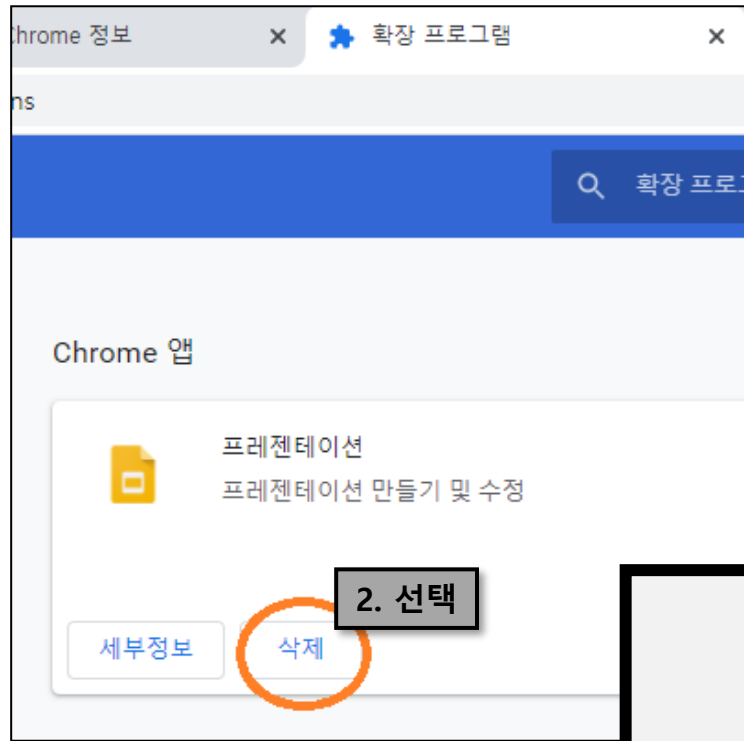 Chrome 정보
확장 프로그램
ns
확장 프로그
Chrome 앱
프레젠테이션
프레젠테이션 만들기 및 수정
2. 선택
세부정보
삭제